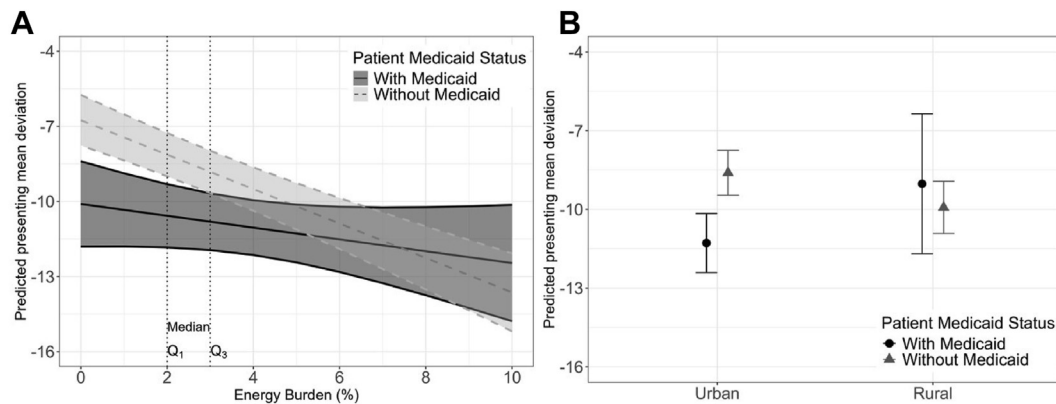 A
Predicted presenting mean deviation
-4
-7
-10
-13
-16
Patient Medicaid Status
With Medicaid
Without Medicaid
Median
Q1
Q3
0
2
4
6
8
10
Energy Burden (%)
B
Predicted presenting mean deviation
-4
-7
-10
-13
-16
Patient Medicaid Status
With Medicaid
Without Medicaid
Urban
Rural